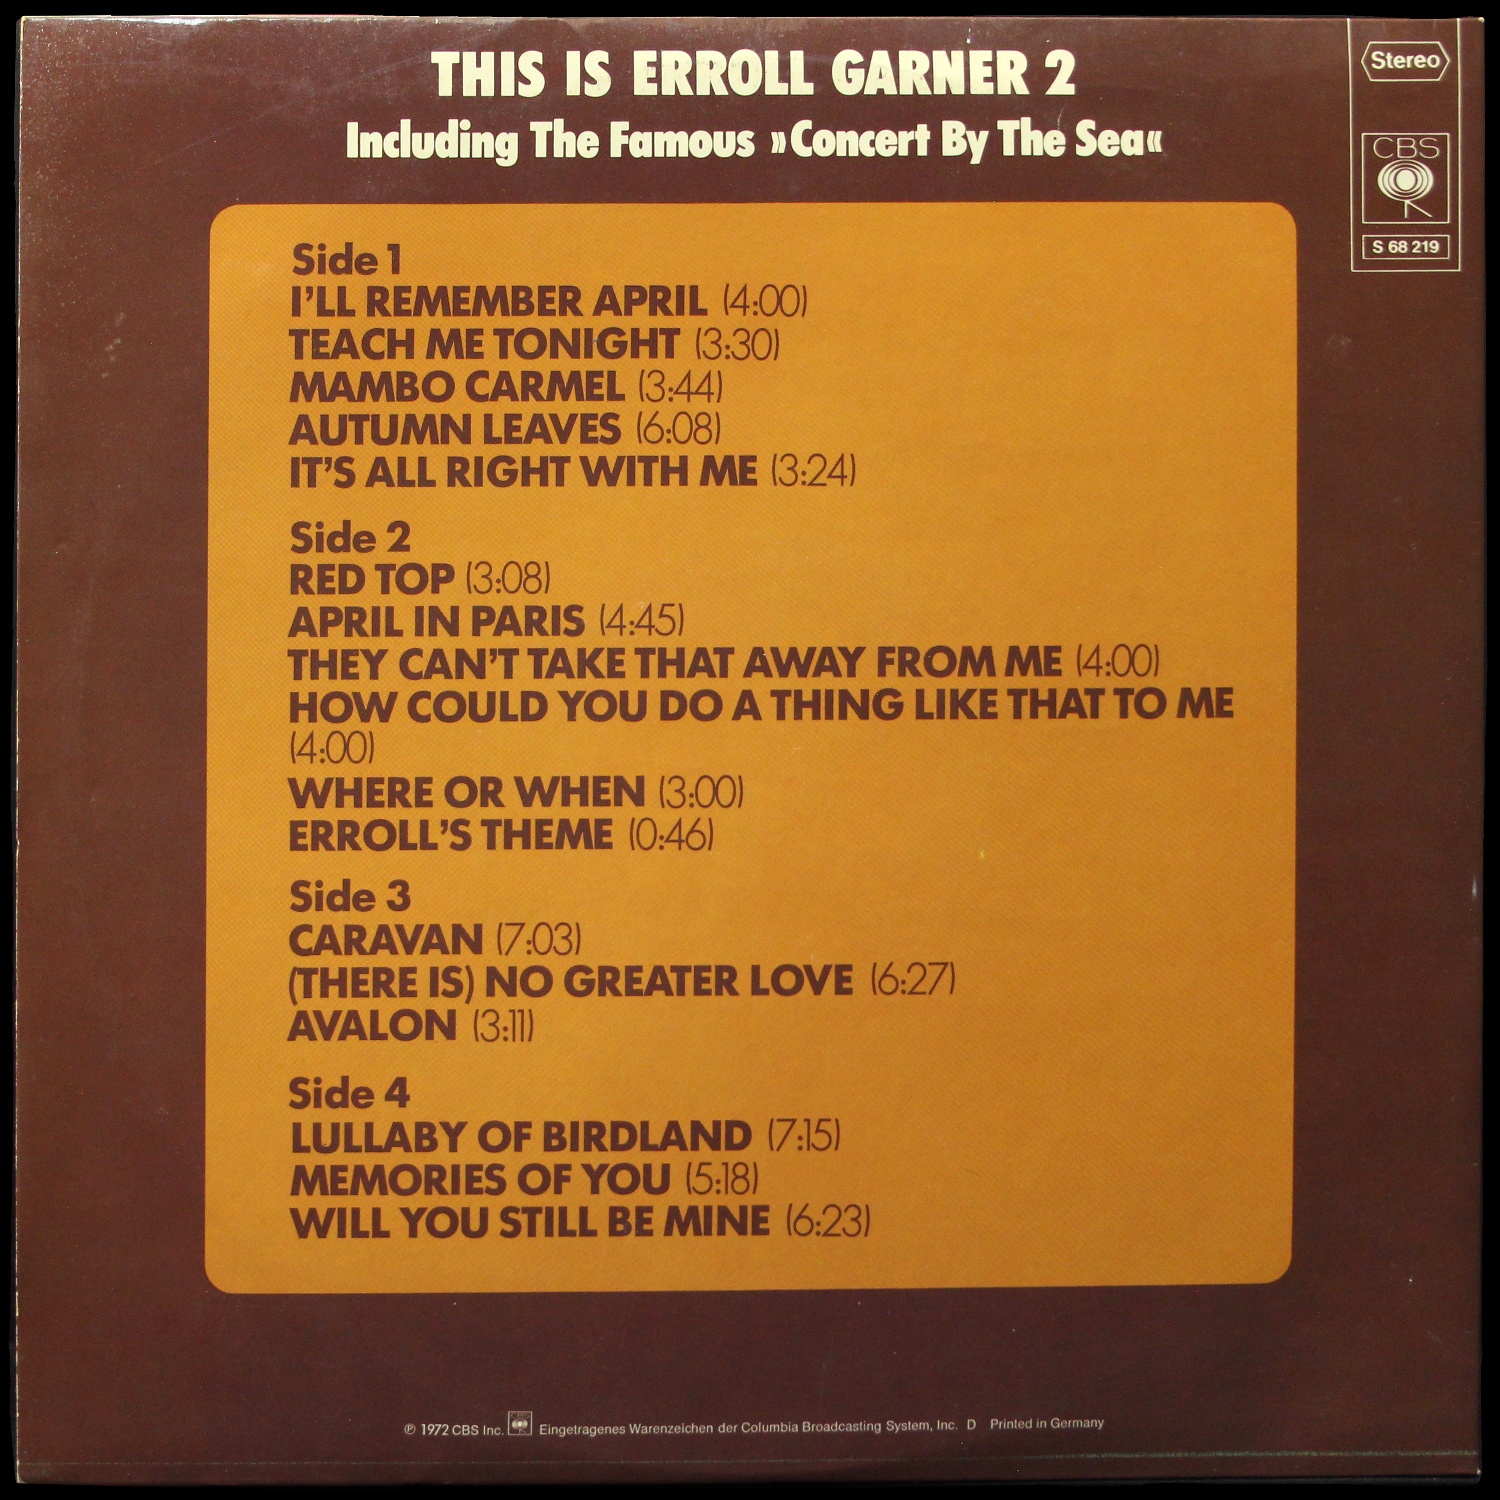 THIS IS ERROLL GARNER 2
Including The Famous »Concert By The Sea«
Stereo
CBS
S 68 219
Side 1
I'LL REMEMBER APRIL (4:00)
TEACH ME TONIGHT (3:30)
MAMBO CARMEL (3:44)
AUTUMN LEAVES (6:08)
IT'S ALL RIGHT WITH ME (3:24)
Side 2
RED TOP (3:08)
APRIL IN PARIS (4:45)
THEY CAN'T TAKE THAT AWAY FROM ME (4:00)
HOW COULD YOU DO A THING LIKE THAT TO ME
(4:00)
WHERE OR WHEN (3:00)
ERROLL'S THEME (0:46)
Side 3
CARAVAN (7:03)
(THERE IS) NO GREATER LOVE (6:27)
AVALON (3:11)
Side 4
LULLABY OF BIRDLAND (7:15)
MEMORIES OF YOU (5:18)
WILL YOU STILL BE MINE (6:23)
℗ 1972 CBS Inc. CBS Eingetragenes Warenzeichen der Columbia Broadcasting System, Inc. D Printed in Germany